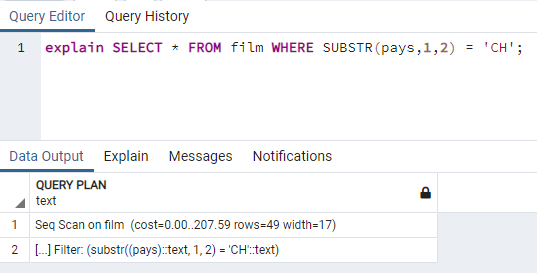 Query Editor Query History
1 explain SELECT * FROM film WHERE SUBSTR(pays,1,2) = 'CH';
Data Output Explain Messages Notifications
QUERY PLAN
text
1 Seq Scan on film (cost=0.00..207.59 rows=49 width=17)
2 [...] Filter: (substr((pays)::text, 1, 2) = 'CH'::text)